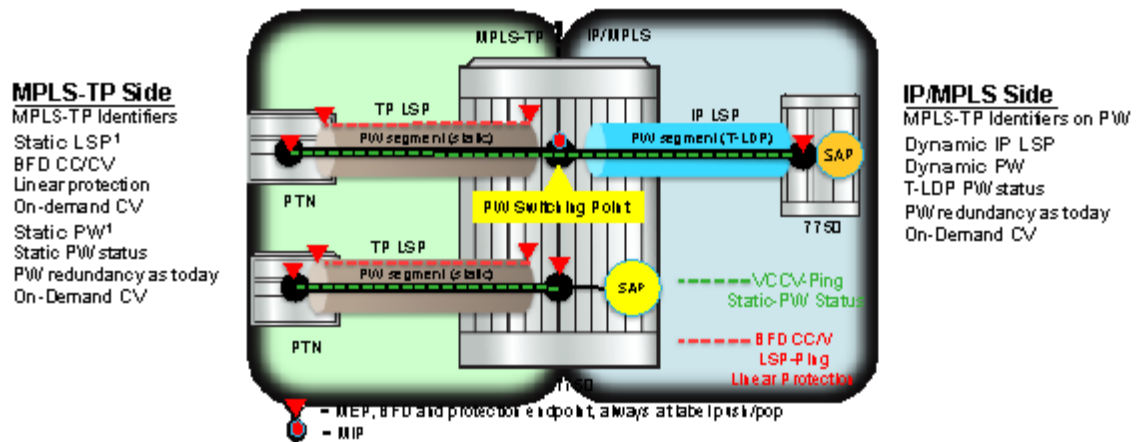 MPLS-TP
IP/MPLS
MPLS-TP Side
MPLS-TP Identifiers
Static LSP¹
BFD CC/CV
Linear protection
On-demand CV
Static PW¹
Static PW status
PW redundancy as today
On-Demand CV
TP LSP
PW segment (static)
PTN
IP LSP
PW segment (T-LDP)
SAP
7750
PW Switching Point
TP LSP
PW segment (static)
PTN
SAP
VCCV-Ping
Static-PW Status
BFD CC/V
LSP-Ping
Linear Protection
7750
IP/MPLS Side
MPLS-TP Identifiers on PW
Dynamic IP LSP
Dynamic PW
T-LDP PW status
PW redundancy as today
On-Demand CV
= MEP, BFD and protection endpoint, always at label push/pop
= MIP